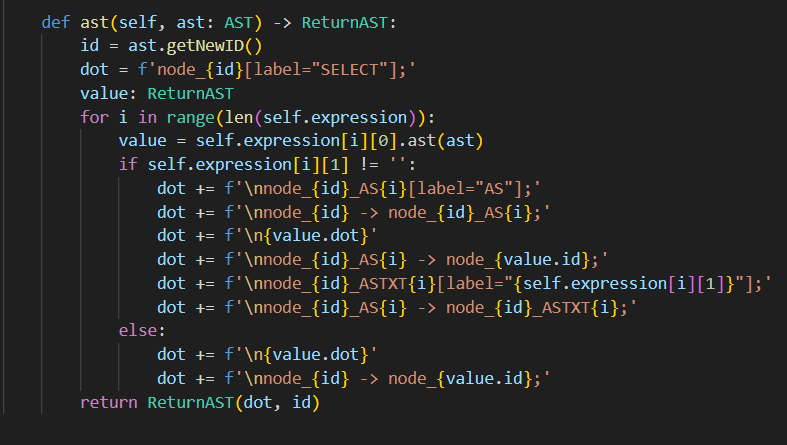 def ast(self, ast: AST) -> ReturnAST:
    id = ast.getNewID()
    dot = f'node_{id}[label="SELECT"];'
    value: ReturnAST
    for i in range(len(self.expression)):
        value = self.expression[i][0].ast(ast)
        if self.expression[i][1] != '':
            dot += f'\nnode_{id}_AS{i}[label="AS"];'
            dot += f'\nnode_{id} -> node_{id}_AS{i};'
            dot += f'\n{value.dot}'
            dot += f'\nnode_{id}_AS{i} -> node_{value.id};'
            dot += f'\nnode_{id}_ASTXT{i}[label="{self.expression[i][1]}"];'
            dot += f'\nnode_{id}_AS{i} -> node_{id}_ASTXT{i};'
        else:
            dot += f'\n{value.dot}'
            dot += f'\nnode_{id} -> node_{value.id};'
    return ReturnAST(dot, id)